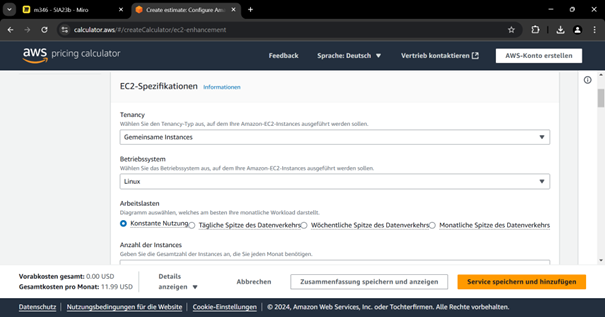 m346 - SIA23b - Miro
Create estimate: Configure Ama
calculator.aws/#/createCalculator/ec2-enhancement
aws pricing calculator
Feedback
Sprache: Deutsch
Vertrieb kontaktieren
AWS-Konto erstellen
EC2-Spezifikationen Informationen
Tenancy
Wählen Sie den Tenancy-Typ aus, auf dem Ihre Amazon-EC2-Instances ausgeführt werden sollen.
Gemeinsame Instances
Betriebssystem
Wählen Sie das Betriebssystem aus, auf dem Ihre Amazon-EC2-Instances ausgeführt werden sollen.
Linux
Arbeitslasten
Diagramm auswählen, welches am besten Ihre monatliche Workload darstellt.
Konstante Nutzung Tägliche Spitze des Datenverkehrs Wöchentliche Spitze des Datenverkehrs Monatliche Spitze des Datenverkehrs
Anzahl der Instances
Geben Sie die Gesamtzahl der Instances an, die Sie jeden Monat benötigen.
Vorabkosten gesamt: 0.00 USD
Gesamtkosten pro Monat: 11.99 USD
Details
anzeigen
Abbrechen
Zusammenfassung speichern und anzeigen
Service speichern und hinzufügen
Datenschutz | Nutzungsbedingungen für die Website | Cookie-Einstellungen | © 2024, Amazon Web Services, Inc. oder Tochterfirmen. Alle Rechte vorbehalten.